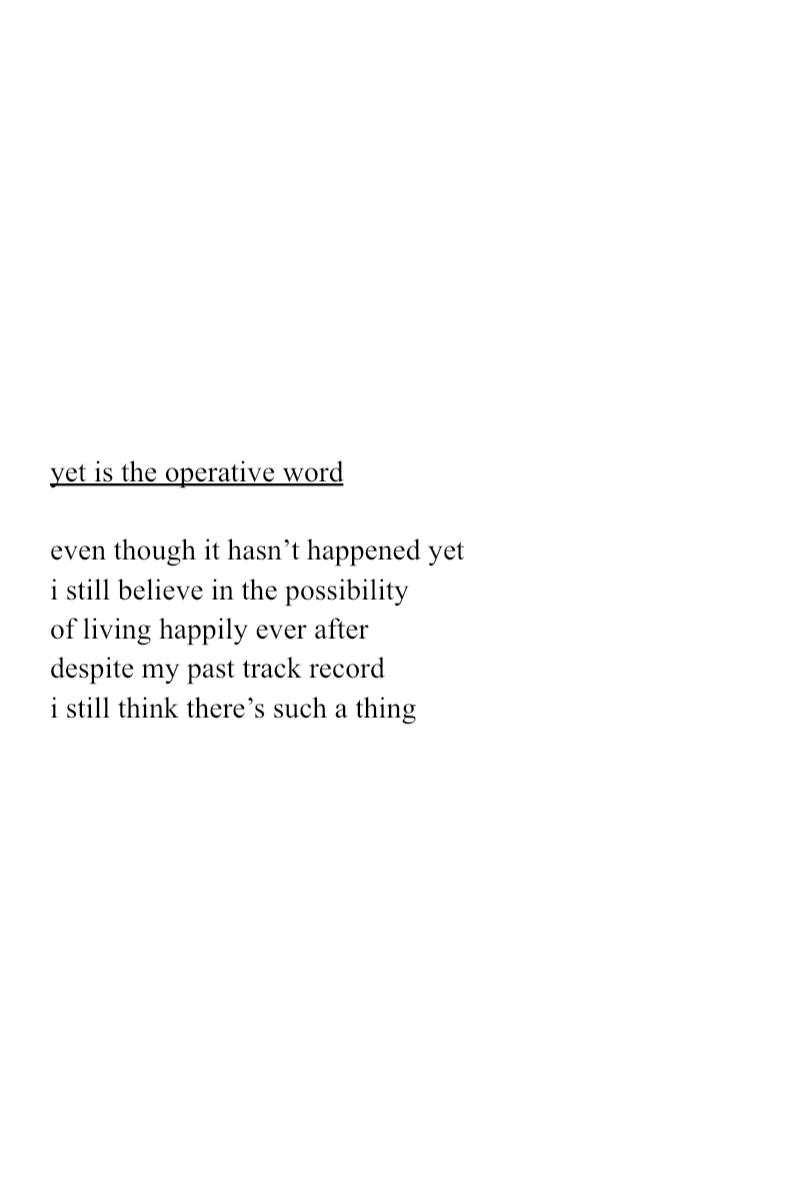 yet is the operative word
even though it hasn’t happened yet
i still believe in the possibility
of living happily ever after
despite my past track record
i still think there’s such a thing